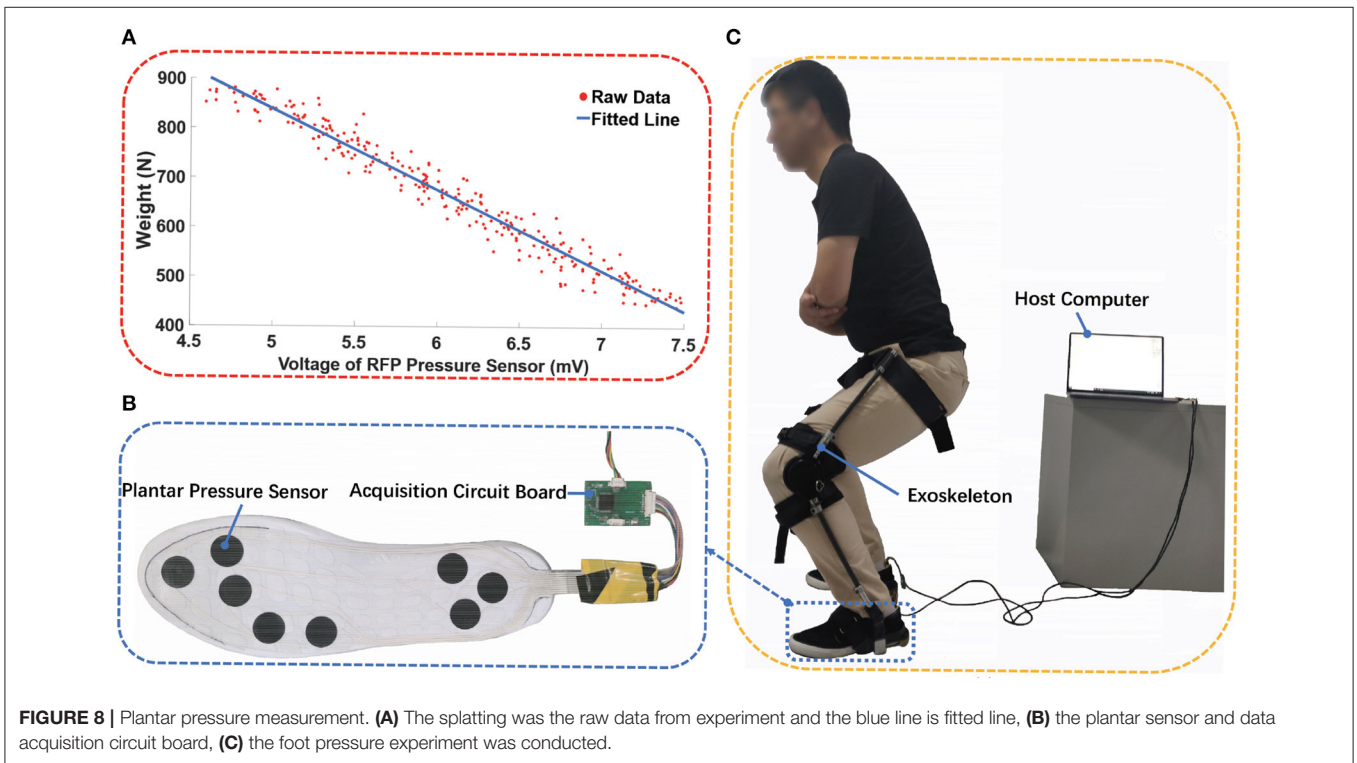 A
900
800
700
600
500
400
Weight (N)
Raw Data
Fitted Line
4.5 5 5.5 6 6.5 7 7.5
Voltage of RFP Pressure Sensor (mV)
B
Plantar Pressure Sensor
Acquisition Circuit Board
C
Host Computer
Exoskeleton
FIGURE 8 | Plantar pressure measurement. (A) The splatting was the raw data from experiment and the blue line is fitted line, (B) the plantar sensor and data
acquisition circuit board, (C) the foot pressure experiment was conducted.